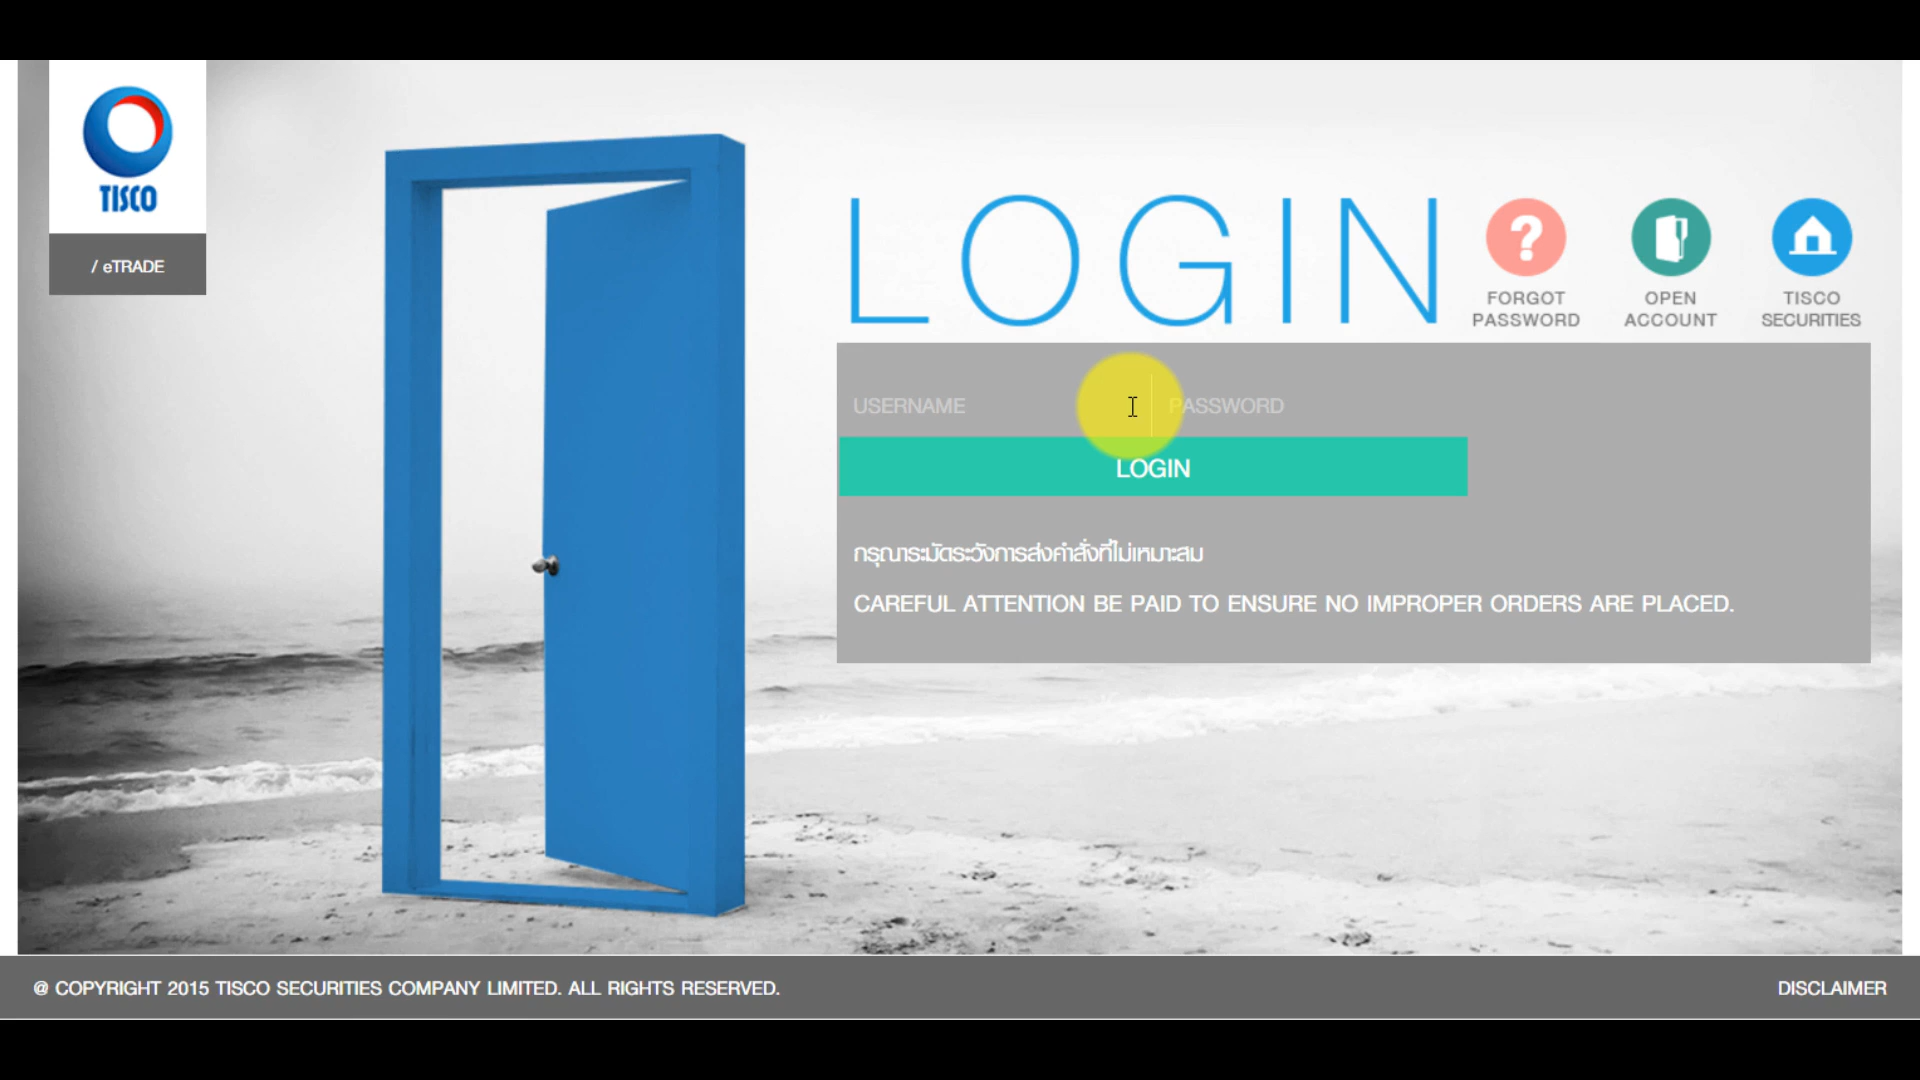 TISCO
/ eTRADE
LOGIN
FORGOT
PASSWORD
OPEN
ACCOUNT
TISCO
SECURITIES
USERNAME
PASSWORD
LOGIN
กรุณาระมัดระวังการส่งคำสั่งที่ไม่เหมาะสม
CAREFUL ATTENTION BE PAID TO ENSURE NO IMPROPER ORDERS ARE PLACED.
@ COPYRIGHT 2015 TISCO SECURITIES COMPANY LIMITED. ALL RIGHTS RESERVED.
DISCLAIMER